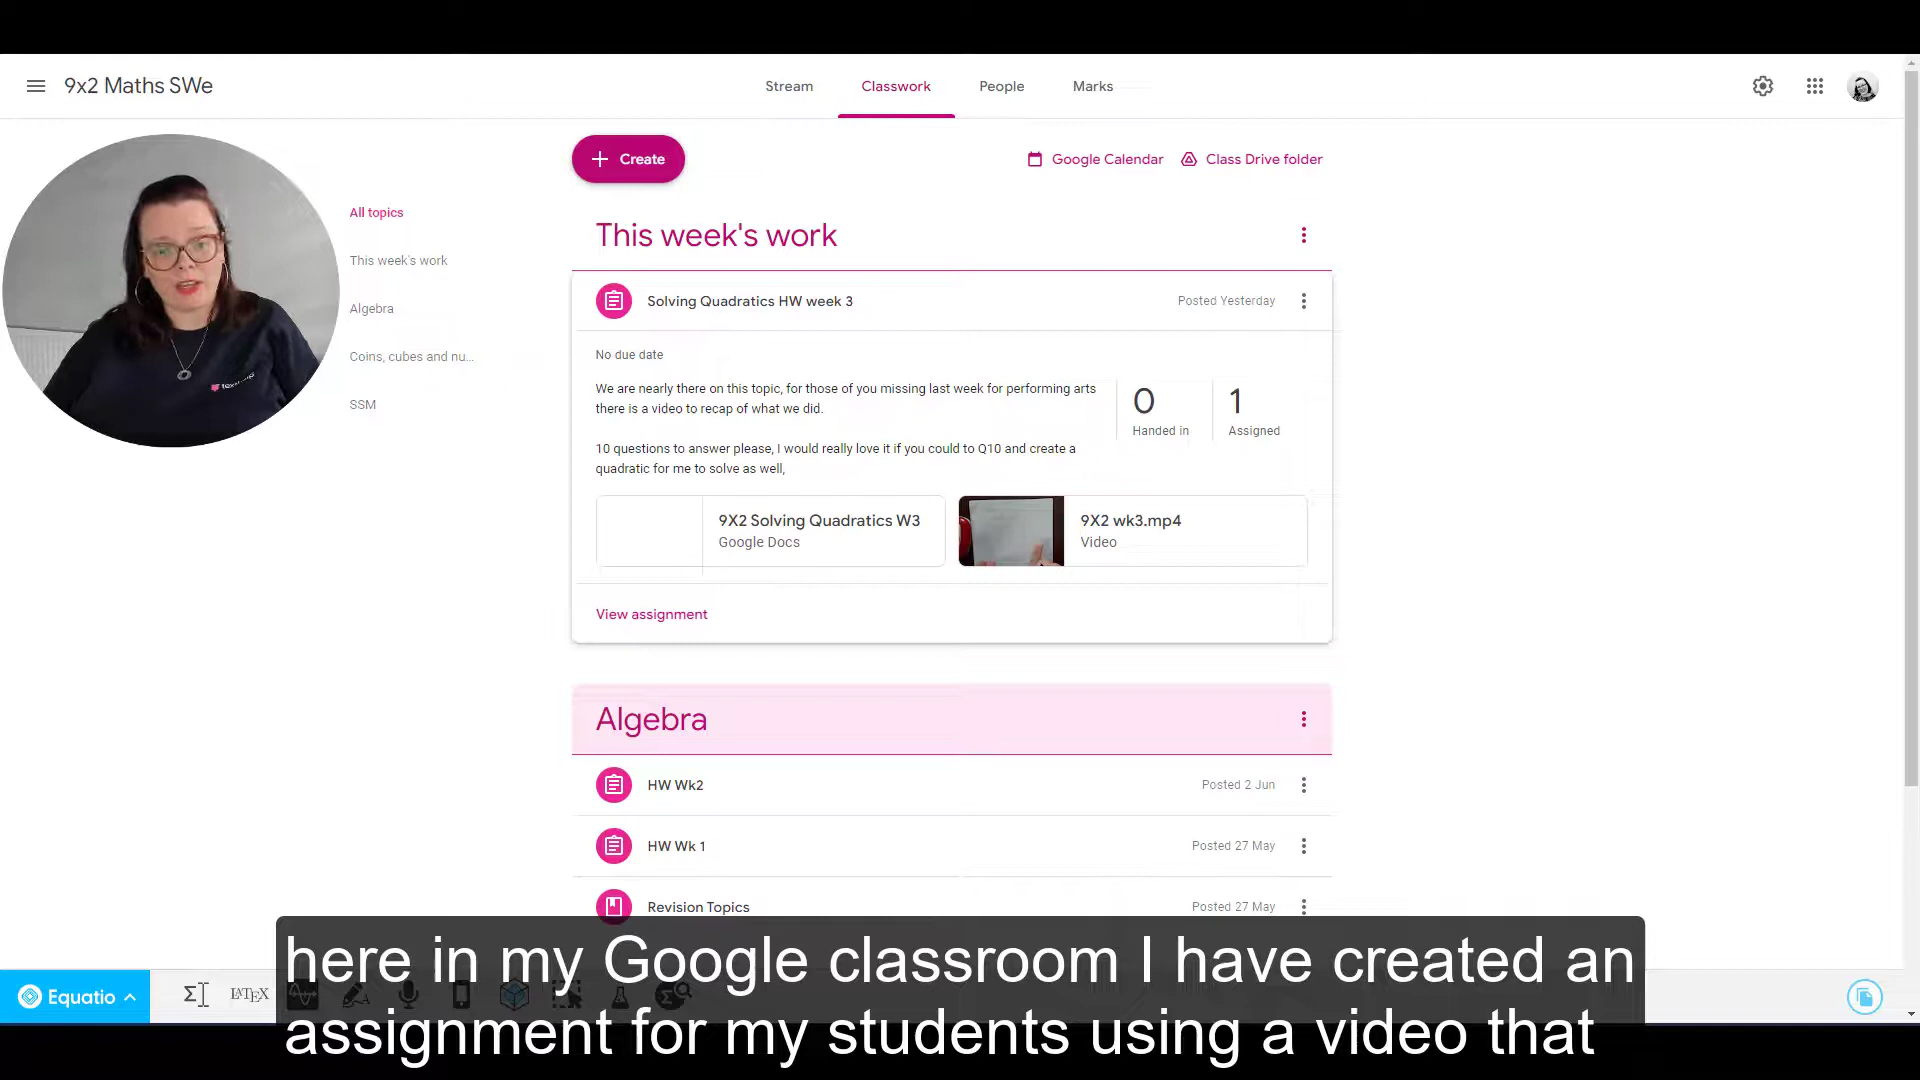 9x2 Maths SWe
Stream
Classwork
People
Marks
Create
Google Calendar
Class Drive folder
All topics
This week's work
Algebra
Coins, cubes and nu...
SSM
This week's work
Solving Quadratics HW week 3
Posted Yesterday
No due date
We are nearly there on this topic, for those of you missing last week for performing arts
there is a video to recap of what we did.
10 questions to answer please, I would really love it if you could to Q10 and create a
quadratic for me to solve as well,
0
Handed in
1
Assigned
9X2 Solving Quadratics W3
Google Docs
9X2 wk3.mp4
Video
View assignment
Algebra
HW Wk2
Posted 2 Jun
HW Wk 1
Posted 27 May
Revision Topics
Posted 27 May
Equatio
LATEX
here in my Google classroom I have created an
assignment for my students using a video that